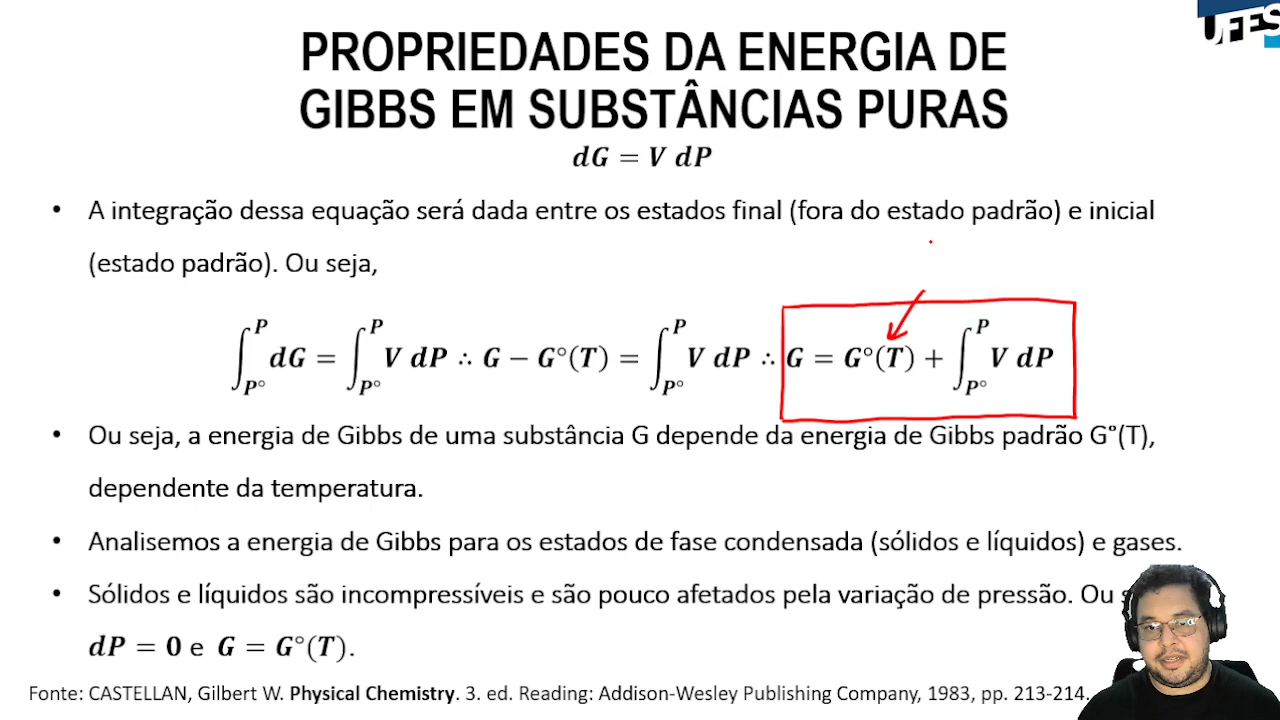 UFES
PROPRIEDADES DA ENERGIA DE
GIBBS EM SUBSTÂNCIAS PURAS
dG = V dP
• A integração dessa equação será dada entre os estados final (fora do estado padrão) e inicial
(estado padrão). Ou seja,
∫_{P°}^{P} dG = ∫_{P°}^{P} V dP ∴ G − G°(T) = ∫_{P°}^{P} V dP ∴ G = G°(T) + ∫_{P°}^{P} V dP
• Ou seja, a energia de Gibbs de uma substância G depende da energia de Gibbs padrão G°(T),
dependente da temperatura.
• Analisemos a energia de Gibbs para os estados de fase condensada (sólidos e líquidos) e gases.
• Sólidos e líquidos são incompressíveis e são pouco afetados pela variação de pressão. Ou
dP = 0 e G = G°(T).
Fonte: CASTELLAN, Gilbert W. Physical Chemistry. 3. ed. Reading: Addison-Wesley Publishing Company, 1983, pp. 213-214.